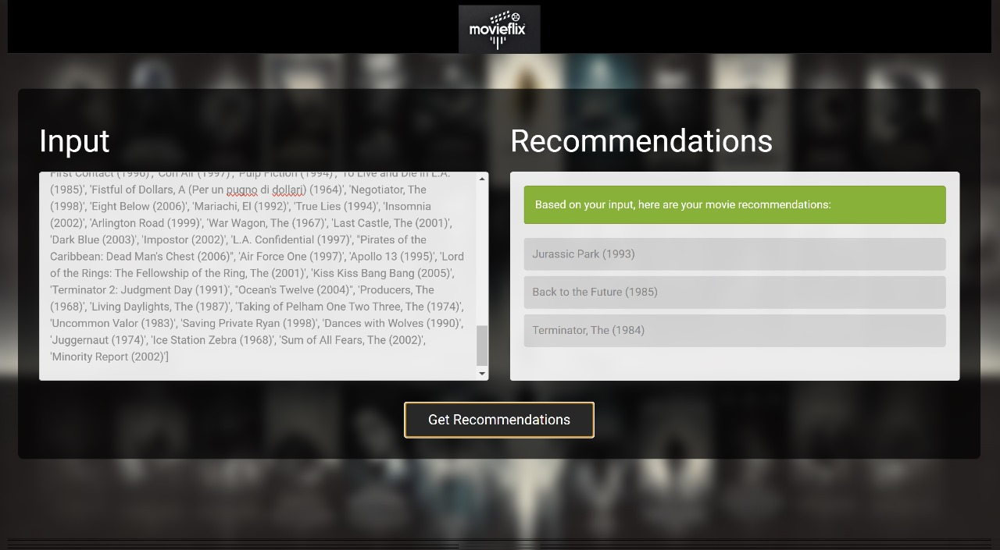 movieflix
Input
First Contact (1996)', 'Con Air (1997)', 'Pulp Fiction (1994)', 'To Live and Die in L.A.
(1985)', 'Fistful of Dollars, A (Per un pugno di dollari) (1964)', 'Negotiator, The
(1998)', 'Eight Below (2006)', 'Mariachi, El (1992)', 'True Lies (1994)', 'Insomnia
(2002)', 'Arlington Road (1999)', 'War Wagon, The (1967)', 'Last Castle, The (2001)',
'Dark Blue (2003)', 'Impostor (2002)', 'L.A. Confidential (1997)', "Pirates of the
Caribbean: Dead Man's Chest (2006)", 'Air Force One (1997)', 'Apollo 13 (1995)', 'Lord
of the Rings: The Fellowship of the Ring, The (2001)', 'Kiss Kiss Bang Bang (2005)',
'Terminator 2: Judgment Day (1991)', "Ocean's Twelve (2004)", 'Producers, The
(1968)', 'Living Daylights, The (1987)', 'Taking of Pelham One Two Three, The (1974)',
'Uncommon Valor (1983)', 'Saving Private Ryan (1998)', 'Dances with Wolves (1990)',
'Juggernaut (1974)', 'Ice Station Zebra (1968)', 'Sum of All Fears, The (2002)',
'Minority Report (2002)']
Recommendations
Based on your input, here are your movie recommendations:
Jurassic Park (1993)
Back to the Future (1985)
Terminator, The (1984)
Get Recommendations